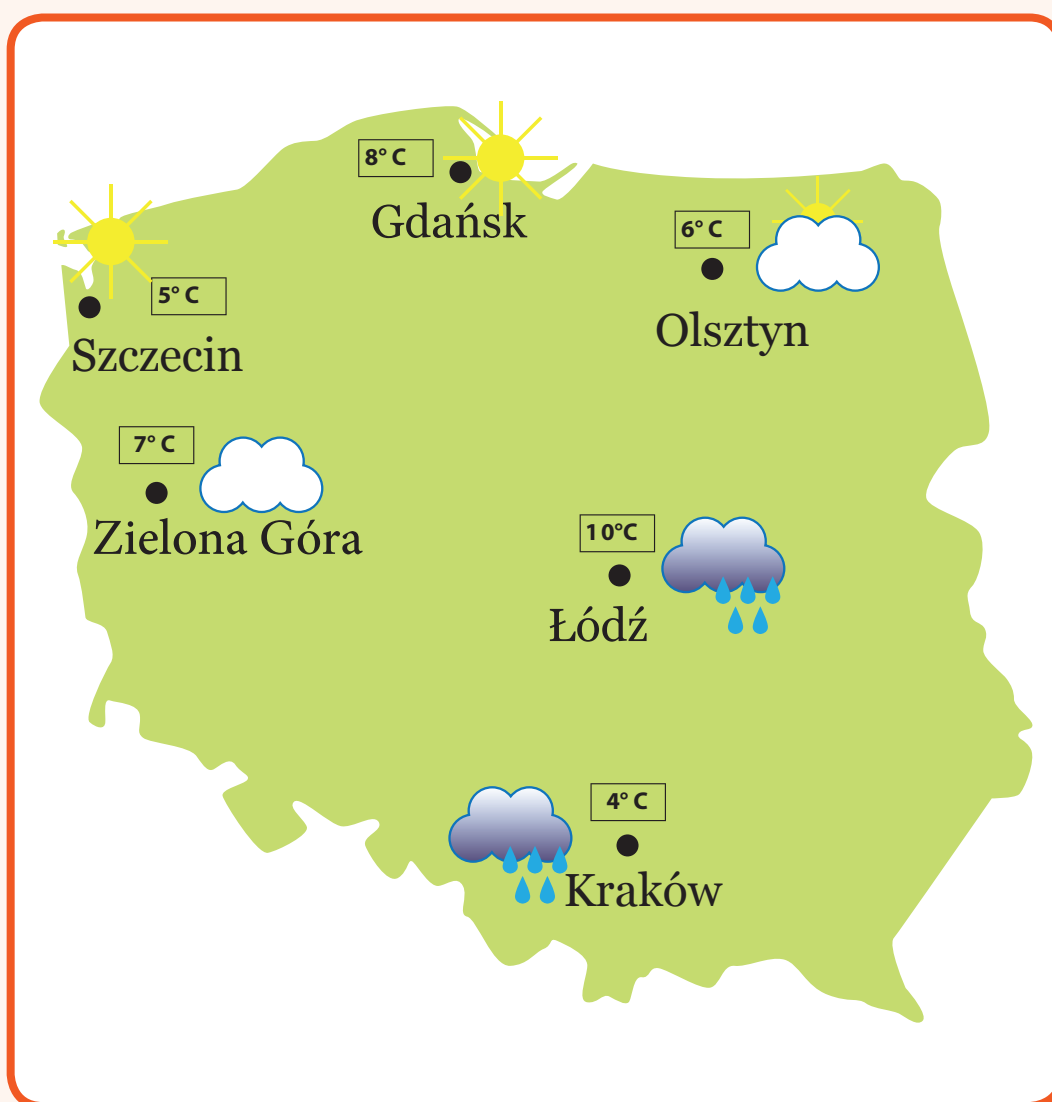 8° C
Gdańsk
6° C
Olsztyn
5° C
Szczecin
7° C
Zielona Góra
10°C
Łódź
4° C
Kraków